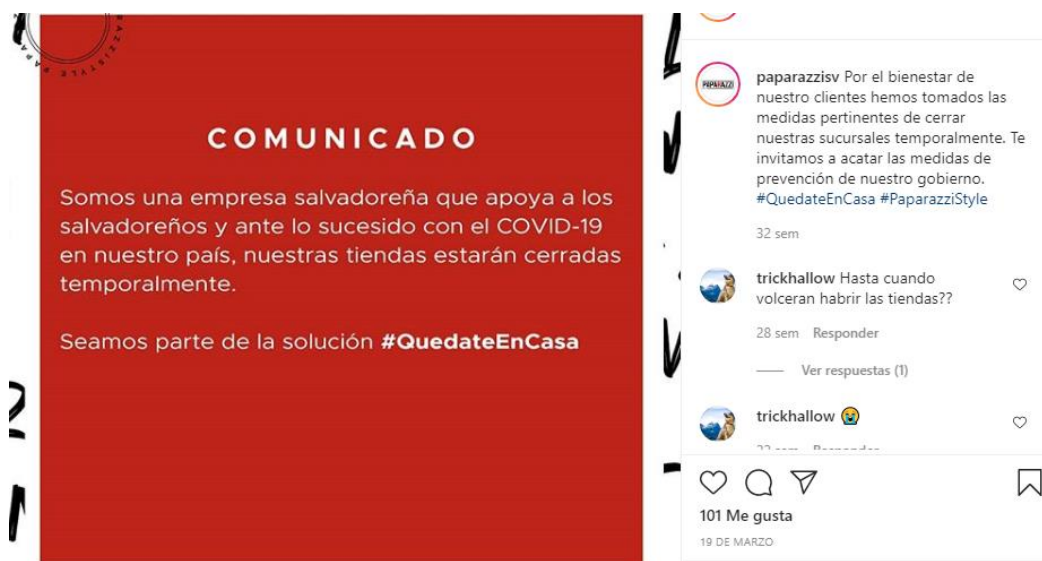 COMUNICADO
Somos una empresa salvadoreña que apoya a los
salvadoreños y ante lo sucesido con el COVID-19
en nuestro país, nuestras tiendas estarán cerradas
temporalmente.
Seamos parte de la solución #QuedateEnCasa
PAPARAZZI
paparazzisv Por el bienestar de
nuestro clientes hemos tomados las
medidas pertinentes de cerrar
nuestras sucursales temporalmente. Te
invitamos a acatar las medidas de
prevención de nuestro gobierno.
#QuedateEnCasa #PaparazziStyle
32 sem
trickhallow Hasta cuando
volceran habrir las tiendas??
28 sem Responder
Ver respuestas (1)
trickhallow 😭
Responder
101 Me gusta
19 DE MARZO